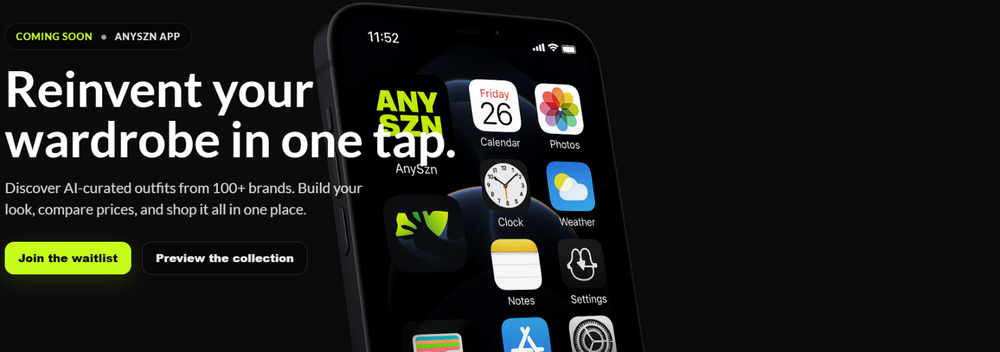 COMING SOON • ANYSZN APP
Reinvent your
wardrobe in one tap.
Discover AI-curated outfits from 100+ brands. Build your
look, compare prices, and shop it all in one place.
Join the waitlist
Preview the collection
11:52
ANY
SZN
AnySzn
Friday
26
Calendar
Photos
Clock
Weather
Notes
Settings